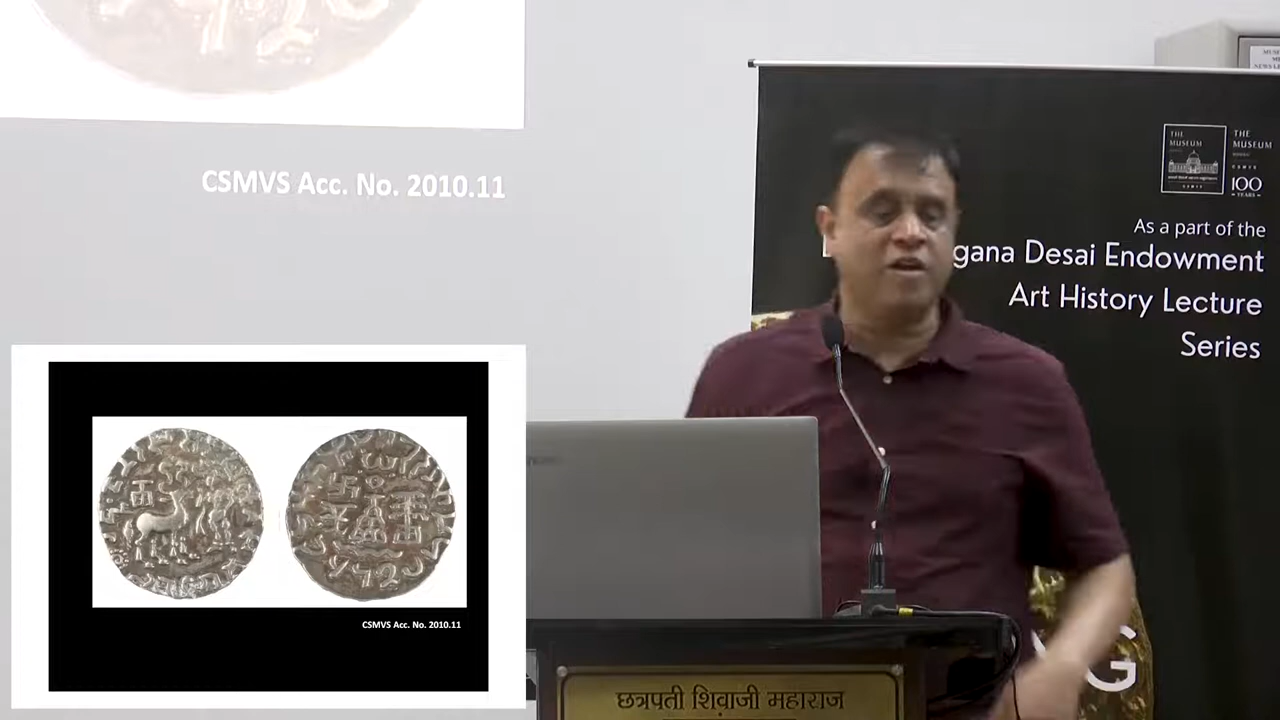 CSMVS Acc. No. 2010.11
CSMVS Acc. No. 2010.11
THE
MUSEUM
THE
MUSEUM
CSMVS
100
YEARS
As a part of the
gana Desai Endowment
Art History Lecture
Series
G
छत्रपती शिवाजी महाराज